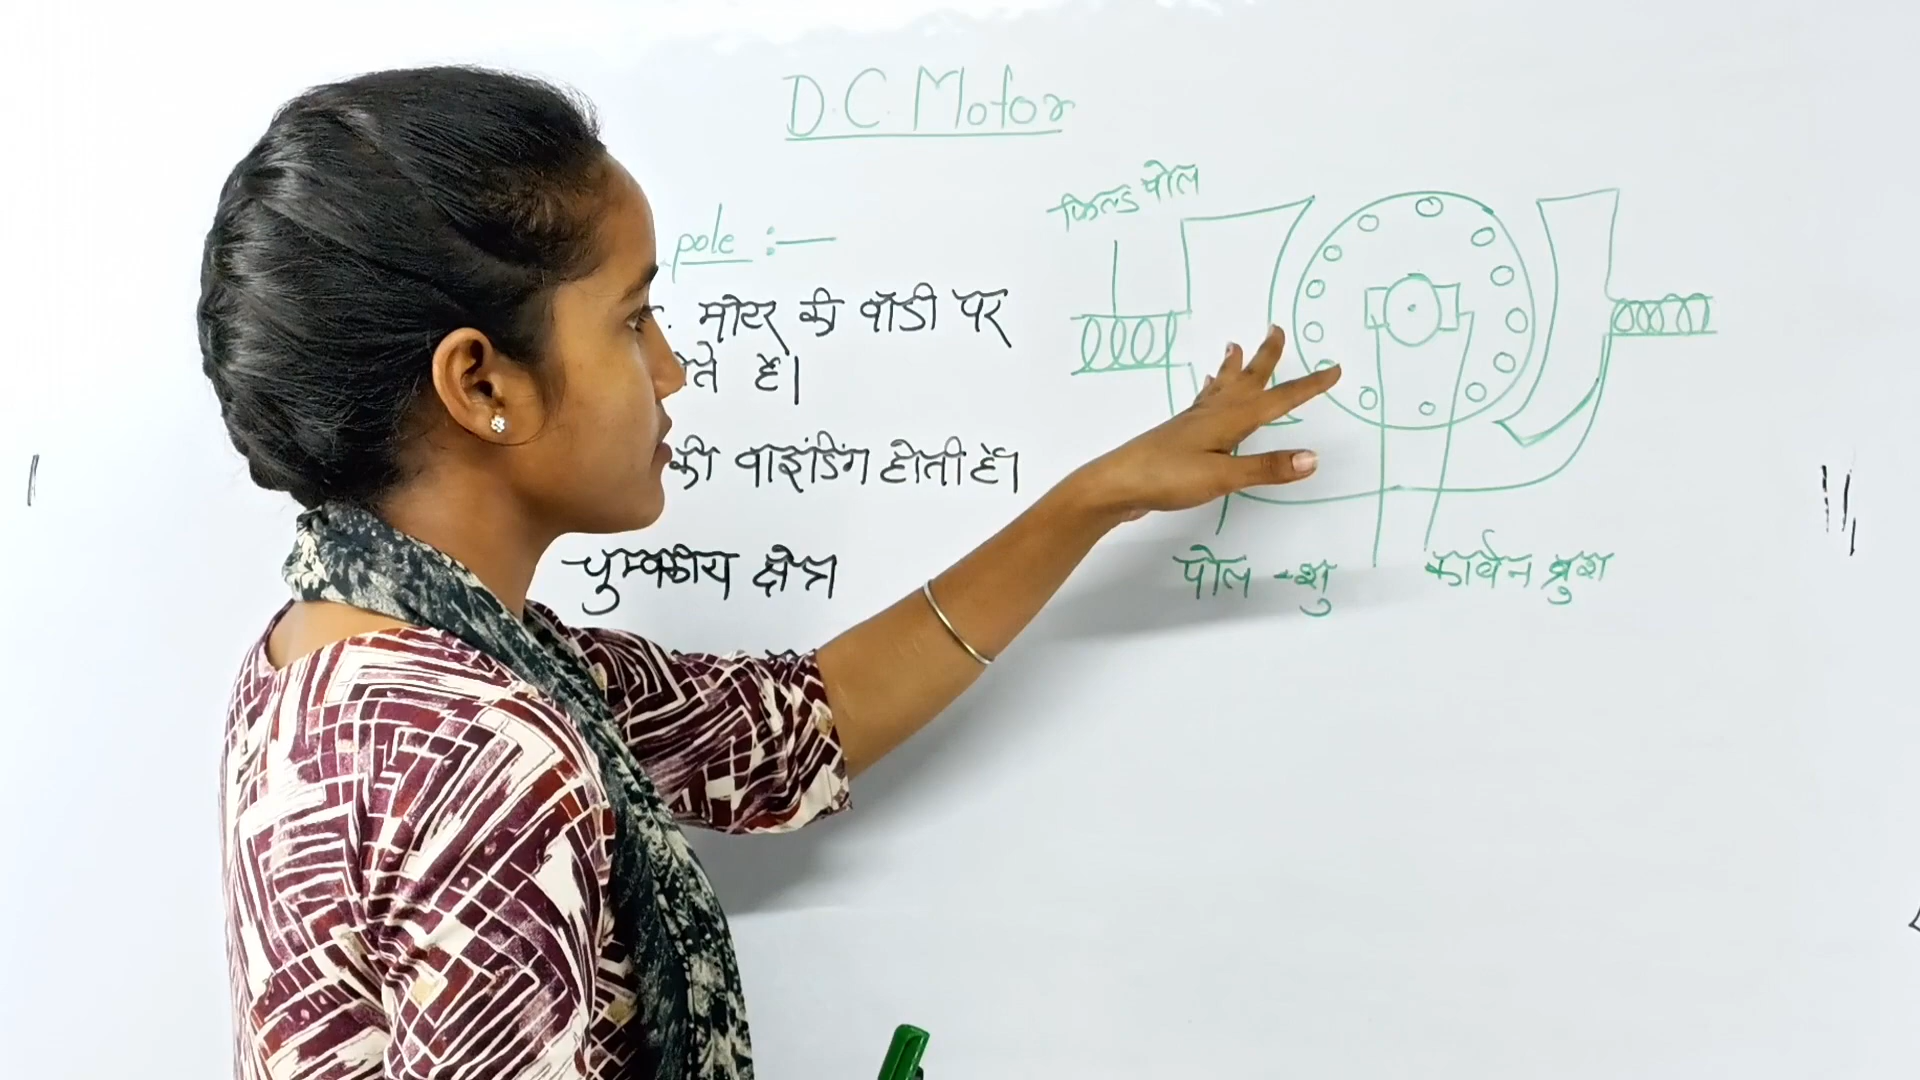 D.C. Motor
pole :—
मोटर की बॉडी पर
होते हैं।
की वाइंडिंग होती है।
चुम्बकीय क्षेत्र
फिल्ड पोल
पोल - शु
कार्बन ब्रुश